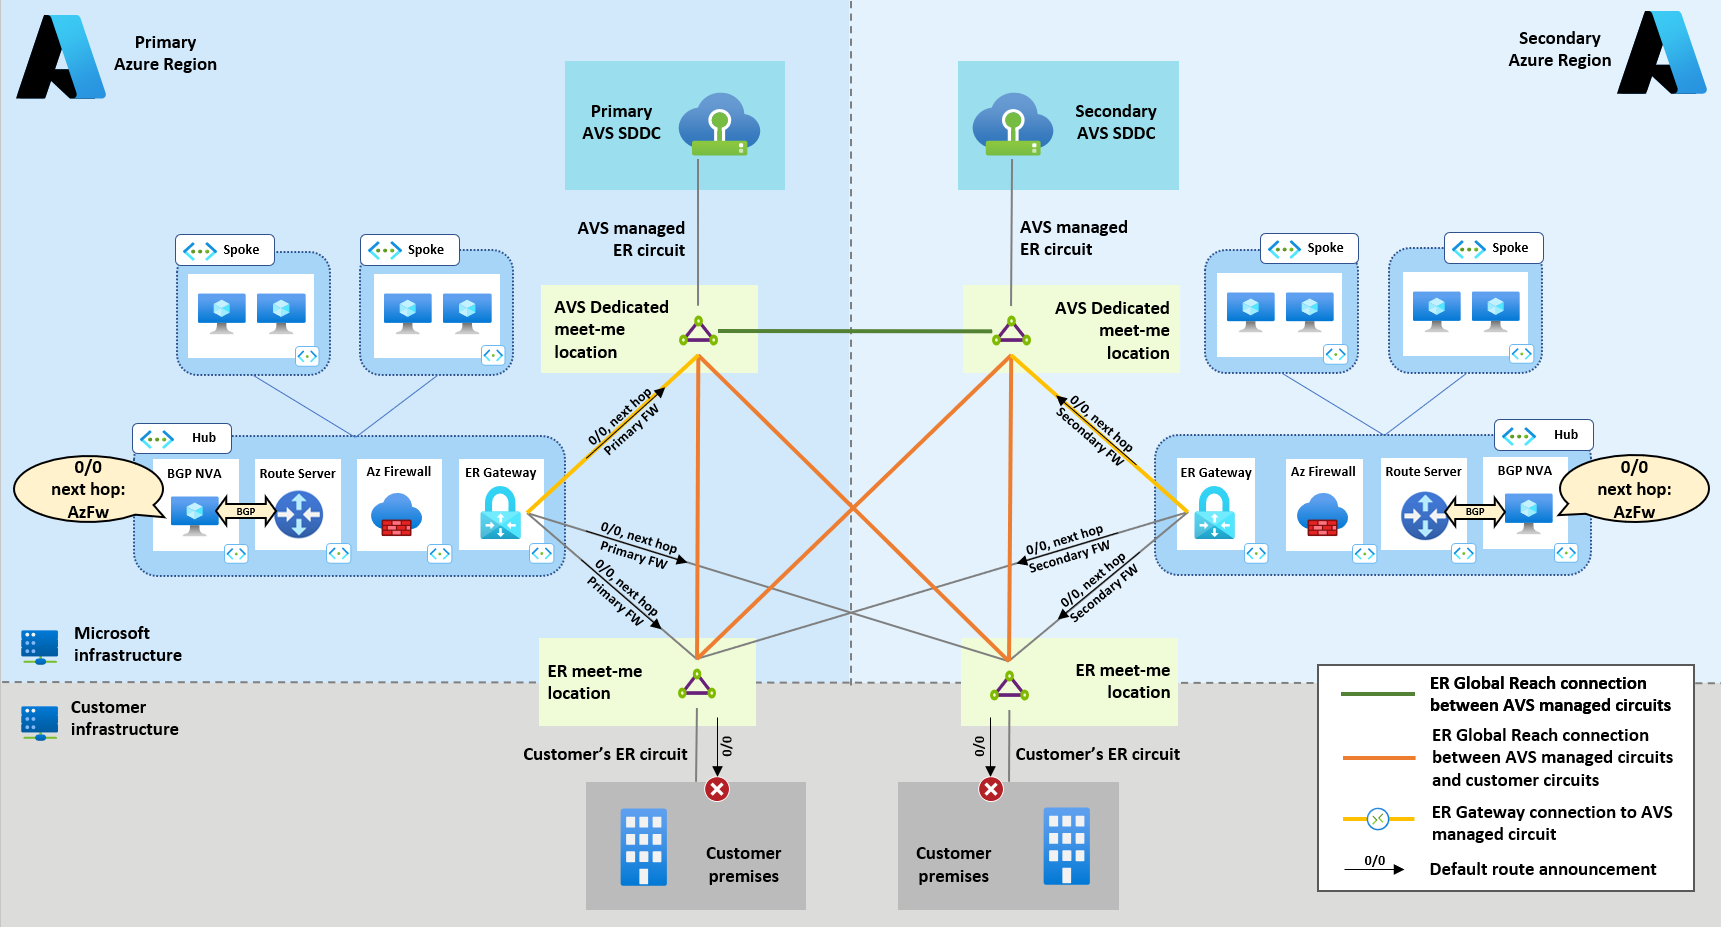 Primary
Azure Region
Secondary
Azure Region
Primary
AVS SDDC
Secondary
AVS SDDC
AVS managed
ER circuit
AVS managed
ER circuit
Spoke
Spoke
Spoke
Spoke
AVS Dedicated
meet-me
location
AVS Dedicated
meet-me
location
0/0, next hop
Primary FW
0/0, next hop
Secondary FW
Hub
Hub
0/0
next hop:
AzFw
BGP NVA
BGP
Route Server
Az Firewall
ER Gateway
ER Gateway
Az Firewall
Route Server
BGP
BGP NVA
0/0
next hop:
AzFw
0/0, next hop
Primary FW
0/0, next hop
Primary FW
0/0, next hop
Secondary FW
0/0, next hop
Secondary FW
Microsoft
infrastructure
Customer
infrastructure
ER meet-me
location
ER meet-me
location
Customer's ER circuit
0/0
0/0
Customer's ER circuit
Customer
premises
Customer
premises
ER Global Reach connection
between AVS managed circuits
ER Global Reach connection
between AVS managed circuits
and customer circuits
ER Gateway connection to AVS
managed circuit
0/0
Default route announcement